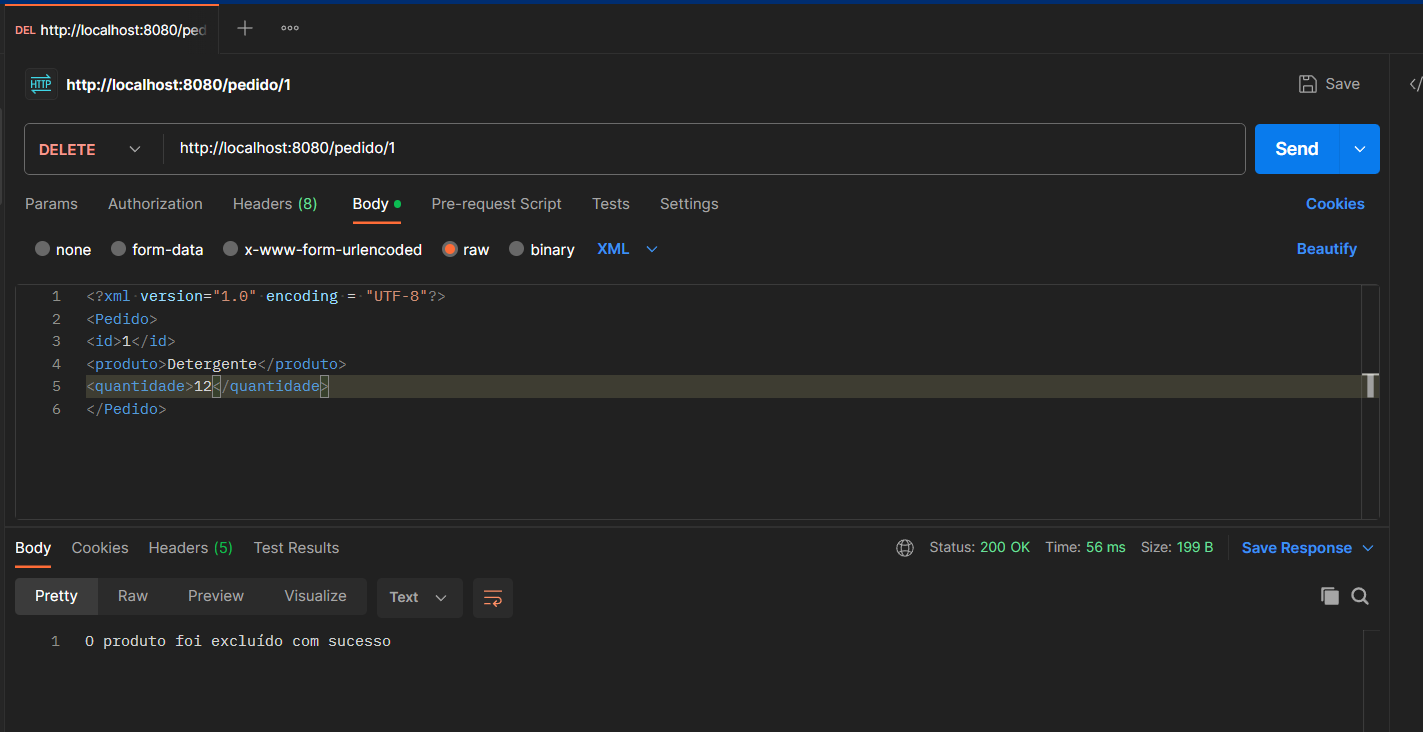 DEL http://localhost:8080/ped
HTTP http://localhost:8080/pedido/1 Save
DELETE http://localhost:8080/pedido/1 Send
Params Authorization Headers (8) Body Pre-request Script Tests Settings Cookies
none form-data x-www-form-urlencoded raw binary XML Beautify
1 <?xml version="1.0" encoding = "UTF-8"?>
2 <Pedido>
3 <id>1</id>
4 <produto>Detergente</produto>
5 <quantidade>12</quantidade>
6 </Pedido>
Body Cookies Headers (5) Test Results Status: 200 OK Time: 56 ms Size: 199 B Save Response
Pretty Raw Preview Visualize Text
1 O produto foi excluído com sucesso